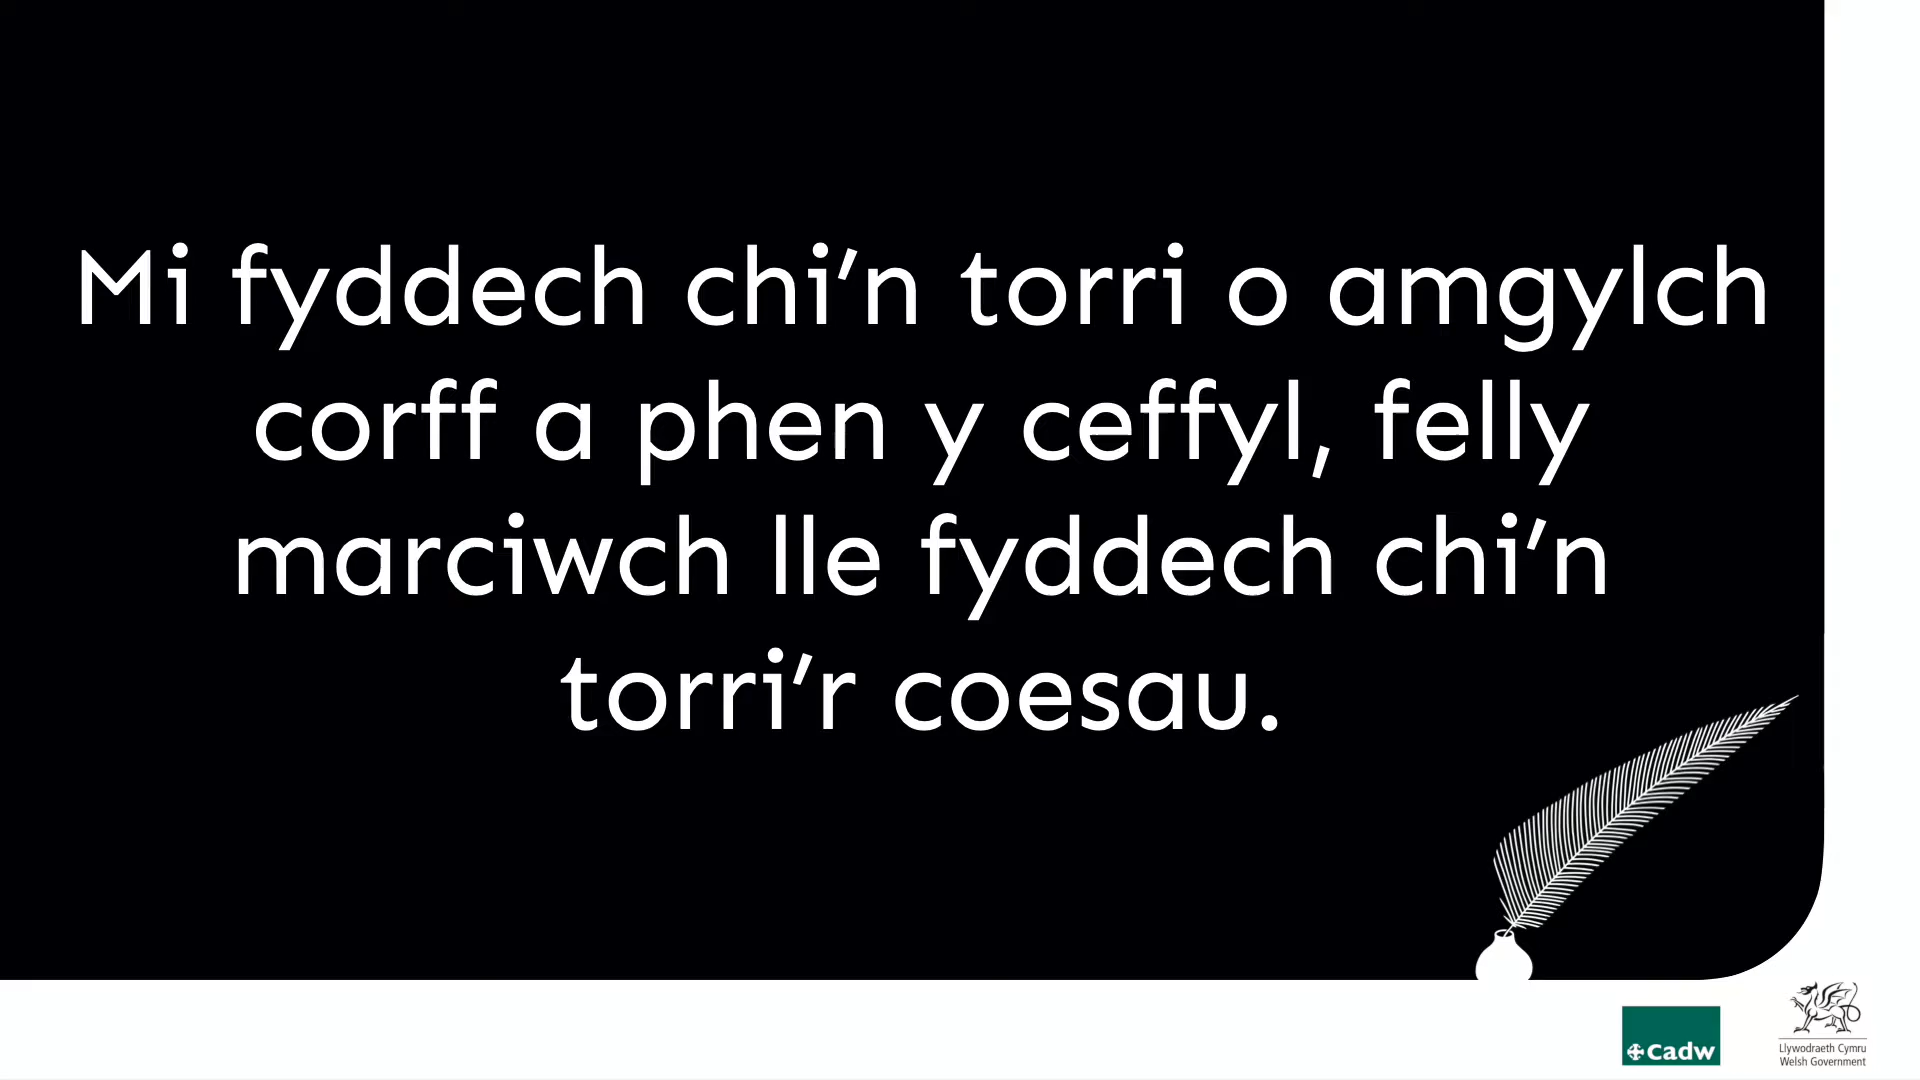 Mi fyddech chi’n torri o amgylch
corff a phen y ceffyl, felly
marciwch lle fyddech chi’n
torri’r coesau.
Cadw
Llywodraeth Cymru
Welsh Government